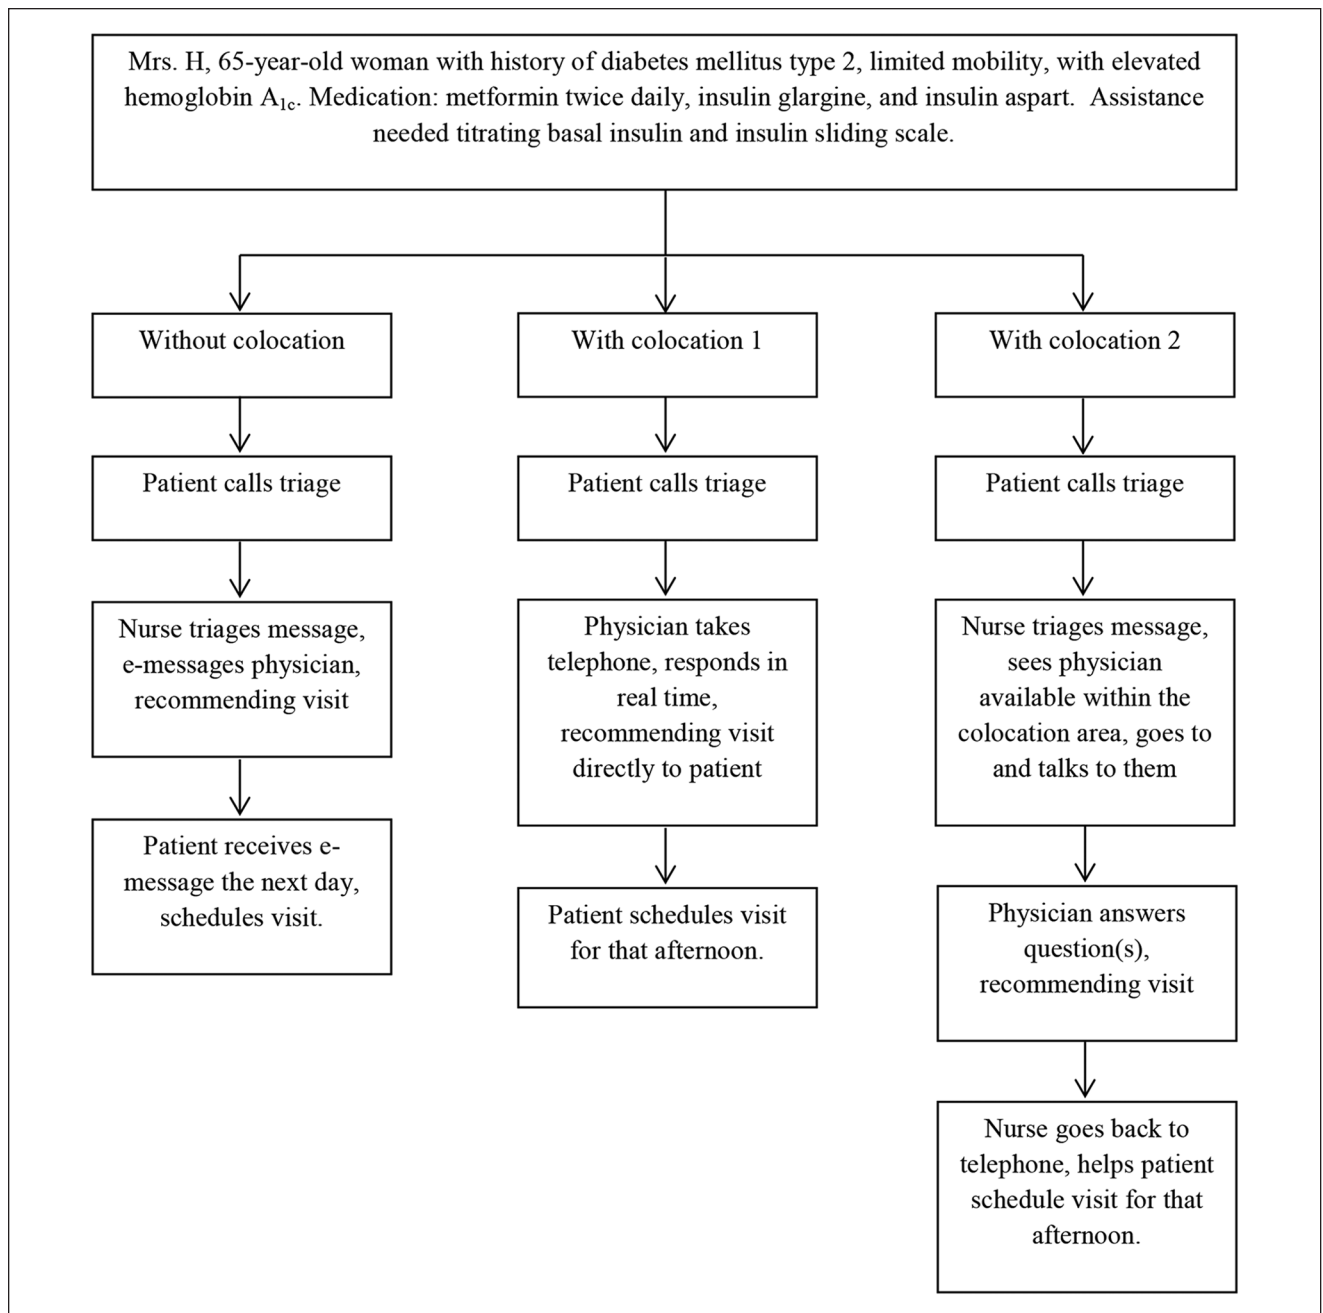 Mrs. H, 65-year-old woman with history of diabetes mellitus type 2, limited mobility, with elevated
hemoglobin A1c. Medication: metformin twice daily, insulin glargine, and insulin aspart. Assistance
needed titrating basal insulin and insulin sliding scale.
Without colocation
Patient calls triage
Nurse triages message,
e-messages physician,
recommending visit
Patient receives e-
message the next day,
schedules visit.
With colocation 1
Patient calls triage
Physician takes
telephone, responds in
real time,
recommending visit
directly to patient
Patient schedules visit
for that afternoon.
With colocation 2
Patient calls triage
Nurse triages message,
sees physician
available within the
colocation area, goes to
and talks to them
Physician answers
question(s),
recommending visit
Nurse goes back to
telephone, helps patient
schedule visit for that
afternoon.